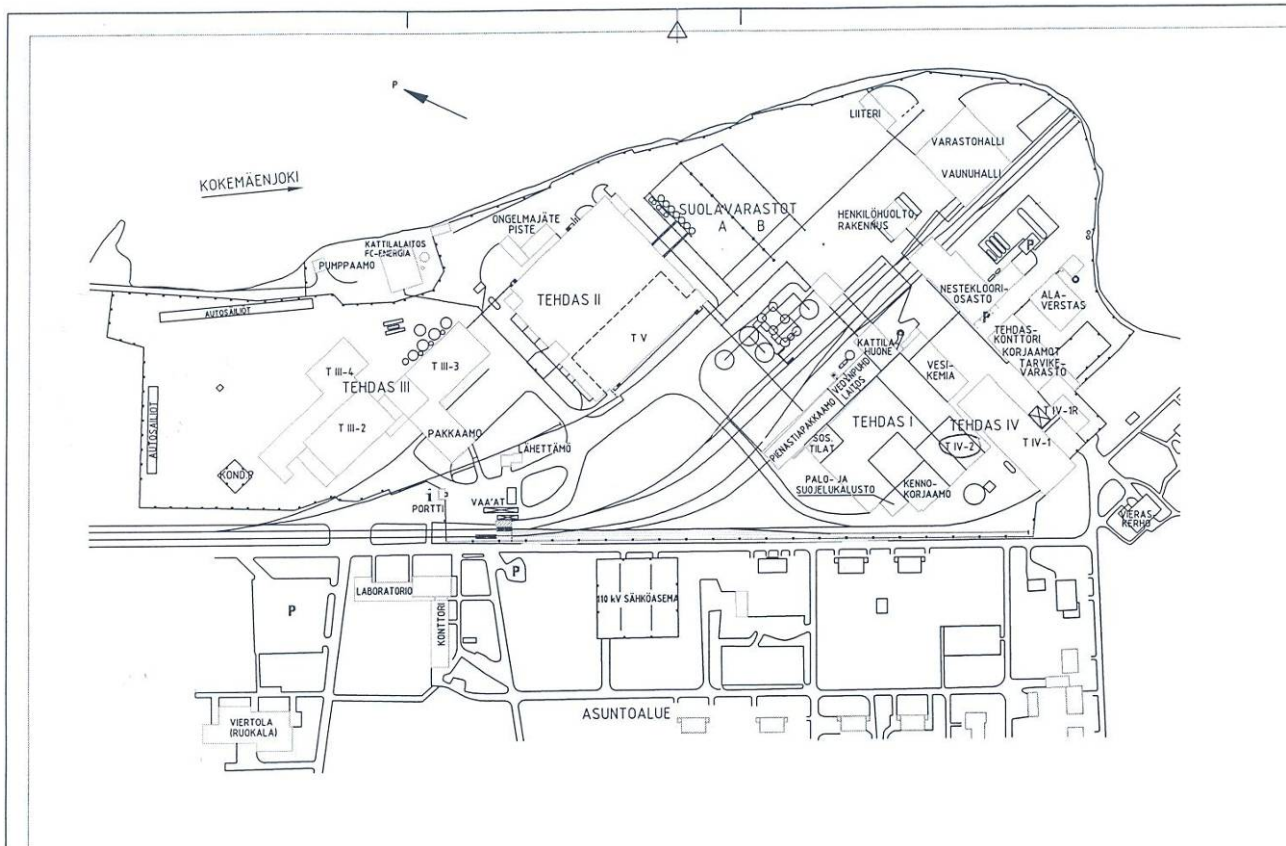 P
KOKEMÄENJOKI
LIITERI
VARASTOHALLI
VAUNUHALLI
SUOLAVARASTOT
A B
HENKILÖHUOLTO
RAKENNUS
ONGELMAJÄTE
PISTE
KATTILALAITOS
FC-ENERGIA
PUMPPAAMO
P
AUTOSÄILIÖT
TEHDAS II
T V
NESTEKLOORI-
OSASTO
ALA-
VERSTAS
P
TEHDAS-
KONTTORI
KORJAAMOT
TARVIKE-
VARASTO
KATTILA-
HUONE
VESI-
KEMIA
T III-4
T III-3
TEHDAS III
T III-2
AUTOSÄILIÖT
PAKKAAMO
LÄHETTÄMÖ
PIENASTIAPAKKAAMO
VEDENPUHD
LAITOS
TEHDAS I
SOS.
TILAT
TEHDAS IV
T IV-1R
T IV-1
T IV-2
KOND.P
PALO- JA
SUOJELUKALUSTO
KENNO-
KORJAAMO
i
PORTTI
VAA'AT
VIERAS-
KERHO
LABORATORIO
KONTTORI
P
P
110 kV SÄHKÖASEMA
ASUNTOALUE
VIERTOLA
(RUOKALA)